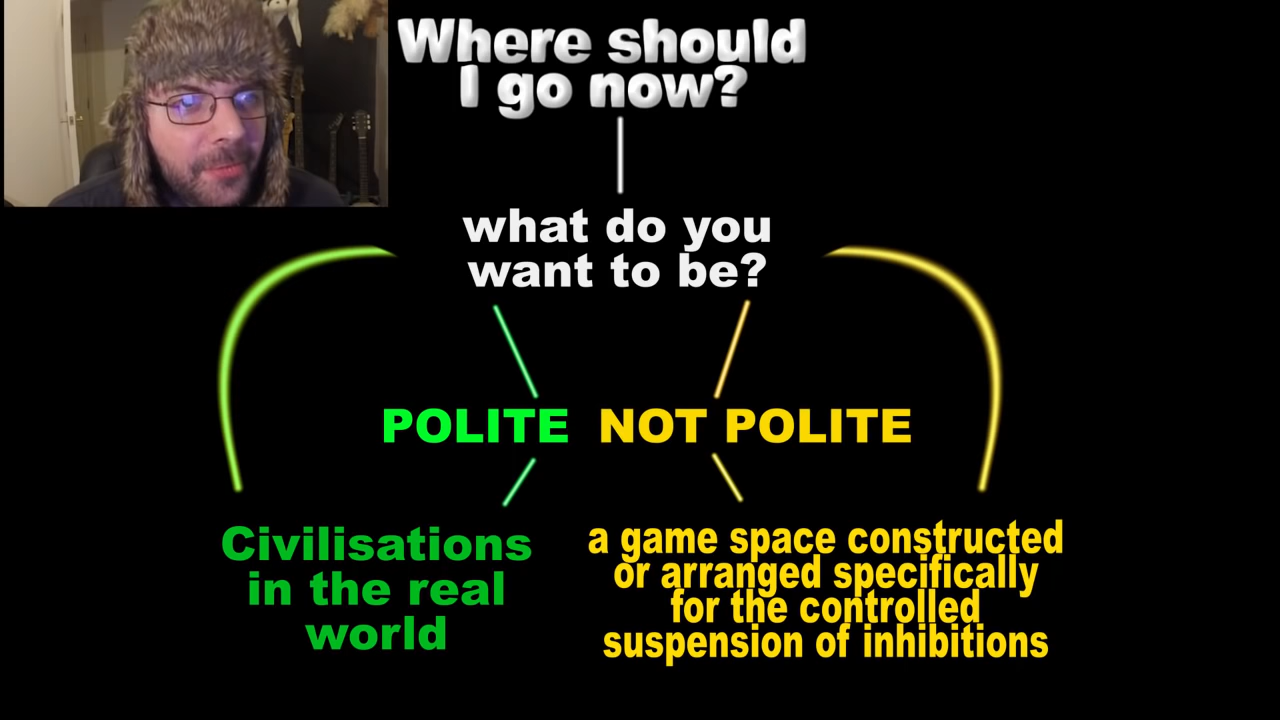 Where should
I go now?
what do you
want to be?
POLITE NOT POLITE
Civilisations
in the real
world
a game space constructed
or arranged specifically
for the controlled
suspension of inhibitions